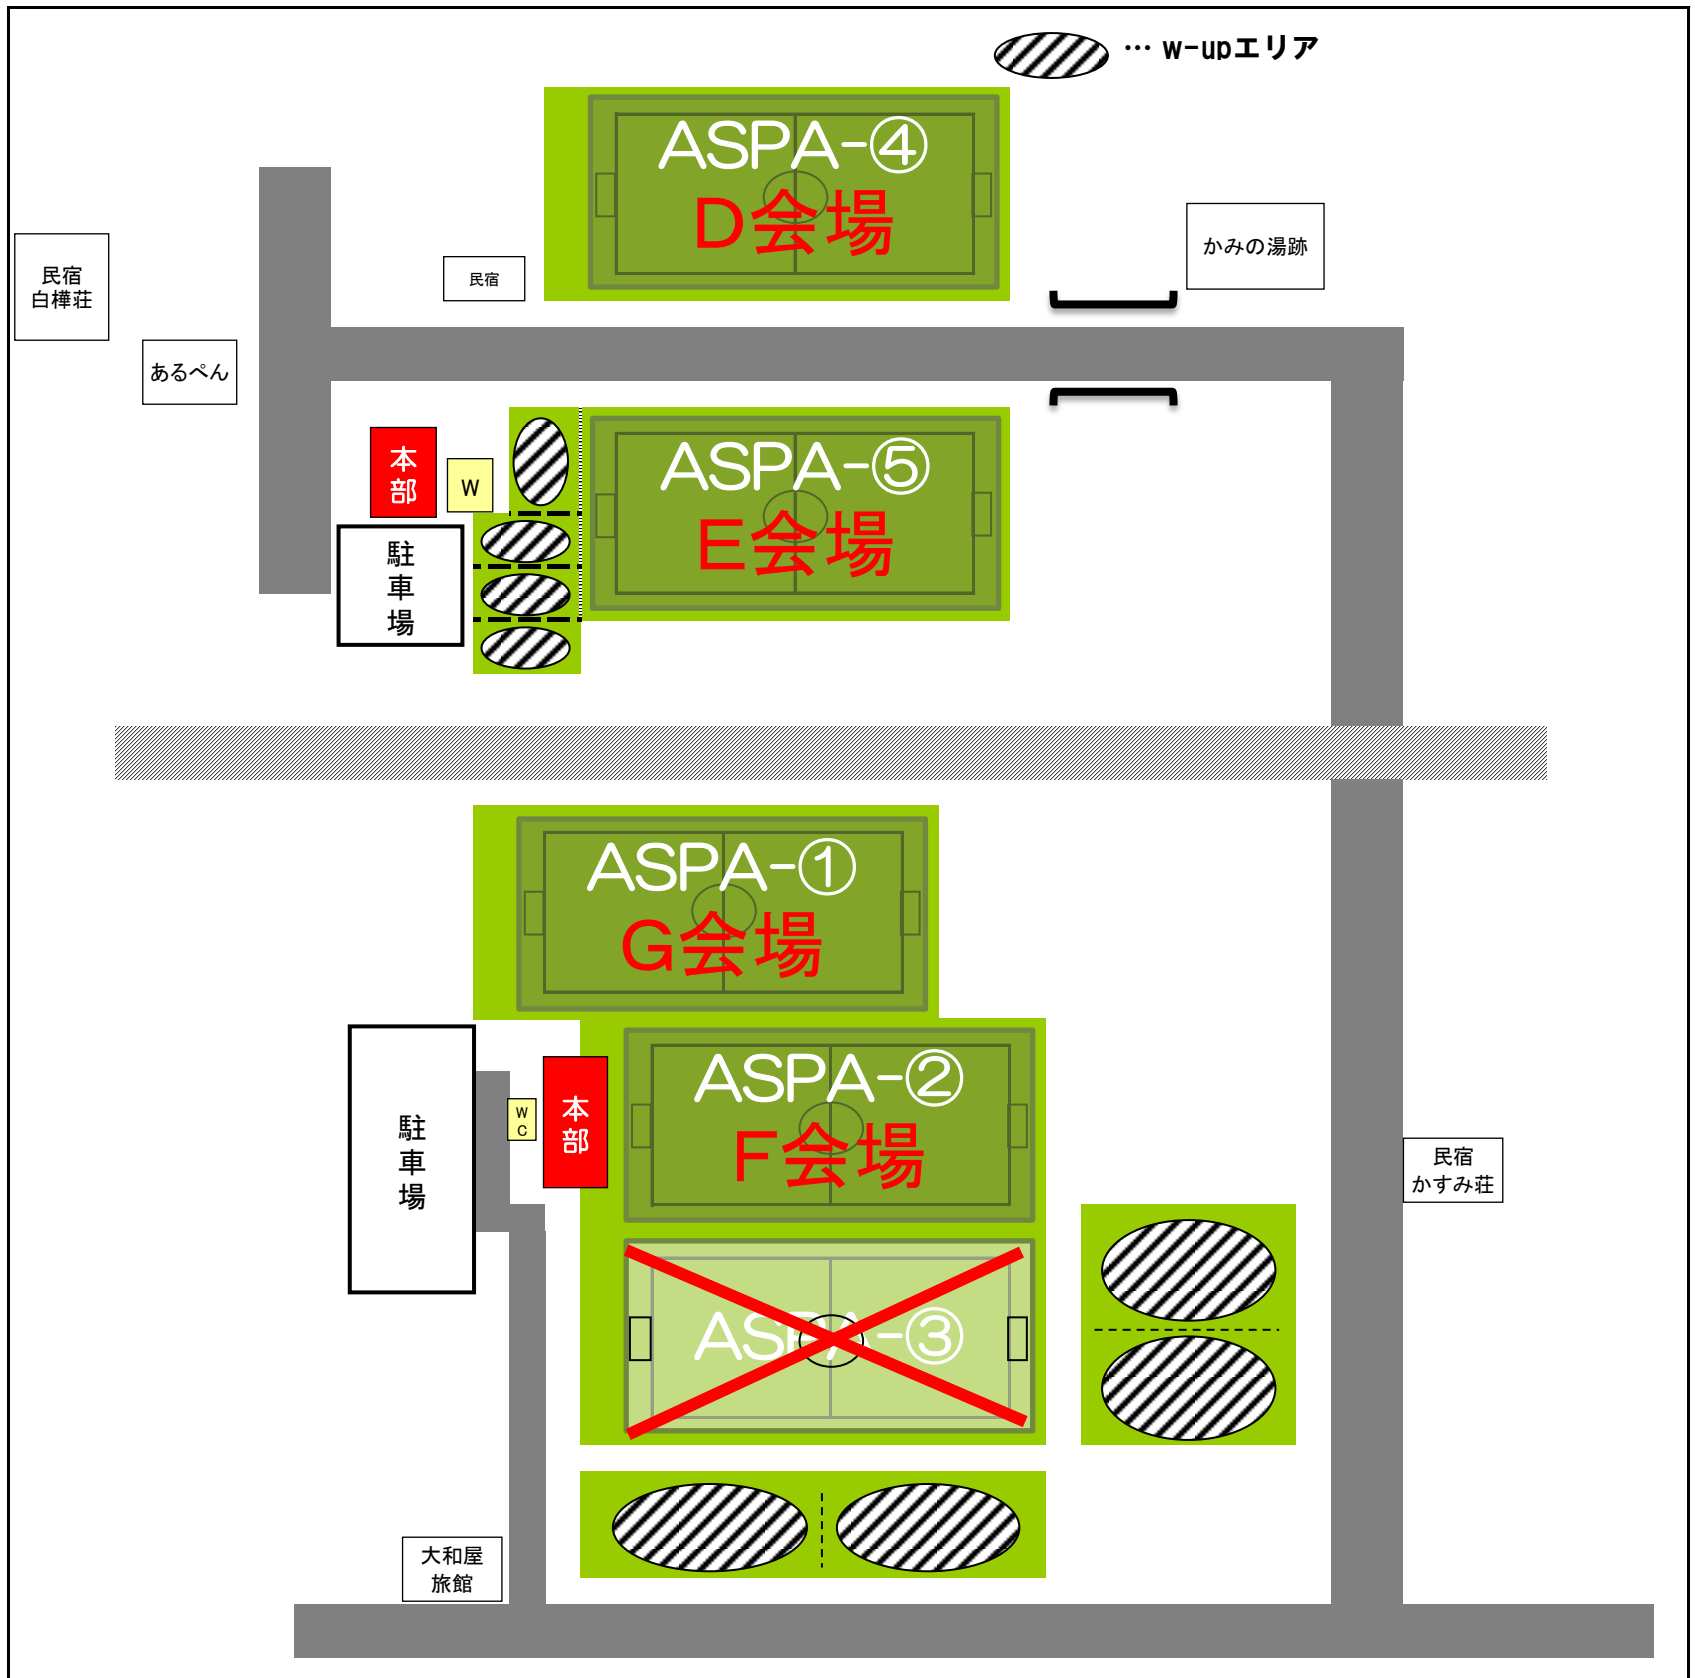 … w-upエリア
ASPA-④
D会場
かみの湯跡
民宿
白樺荘
民宿
あるぺん
ASPA-⑤
E会場
本
部
W
駐
車
場
ASPA-①
G会場
ASPA-②
F会場
本
部
W
C
駐
車
場
民宿
かすみ荘
ASPA-③
大和屋
旅館